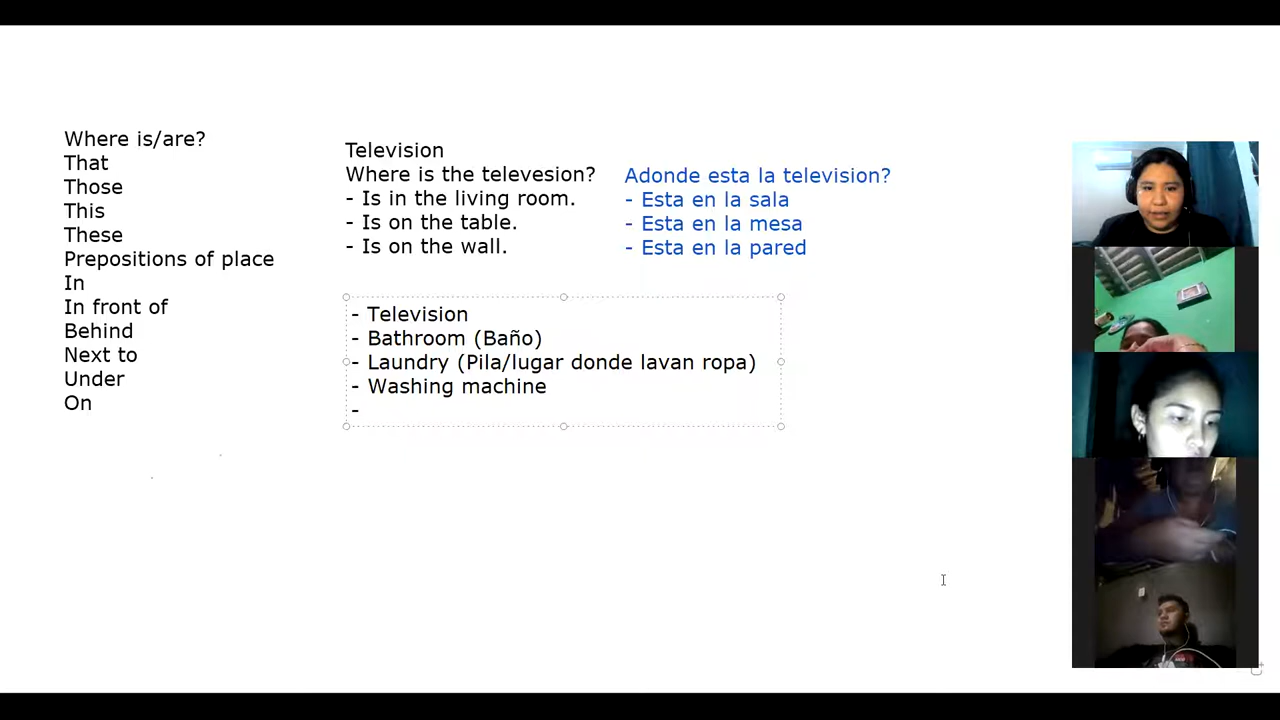 Where is/are?
That
Those
This
These
Prepositions of place
In
In front of
Behind
Next to
Under
On
Television
Where is the televesion?
- Is in the living room.
- Is on the table.
- Is on the wall.
Adonde esta la television?
- Esta en la sala
- Esta en la mesa
- Esta en la pared
- Television
- Bathroom (Baño)
- Laundry (Pila/lugar donde lavan ropa)
- Washing machine
-